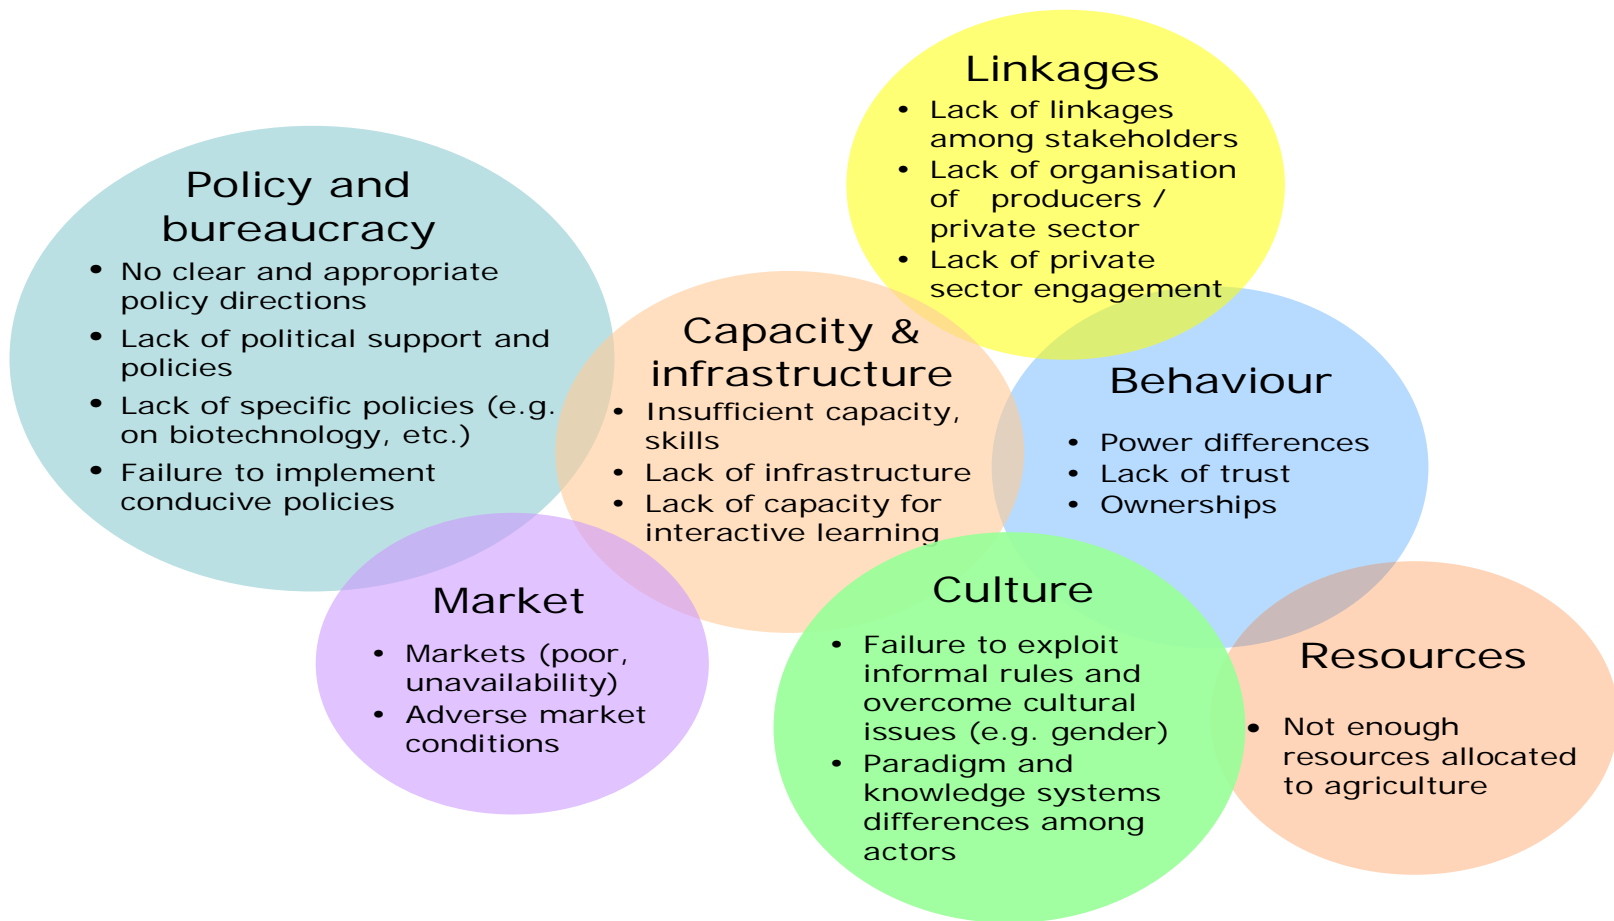 Linkages
• Lack of linkages
among stakeholders
• Lack of organisation
of producers /
private sector
• Lack of private
sector engagement
Policy and
bureaucracy
• No clear and appropriate
policy directions
• Lack of political support and
policies
• Lack of specific policies (e.g.
on biotechnology, etc.)
• Failure to implement
conducive policies
Capacity &
infrastructure
• Insufficient capacity,
skills
• Lack of infrastructure
• Lack of capacity for
interactive learning
Behaviour
• Power differences
• Lack of trust
• Ownerships
Market
• Markets (poor,
unavailability)
• Adverse market
conditions
Culture
• Failure to exploit
informal rules and
overcome cultural
issues (e.g. gender)
• Paradigm and
knowledge systems
differences among
actors
Resources
• Not enough
resources allocated
to agriculture